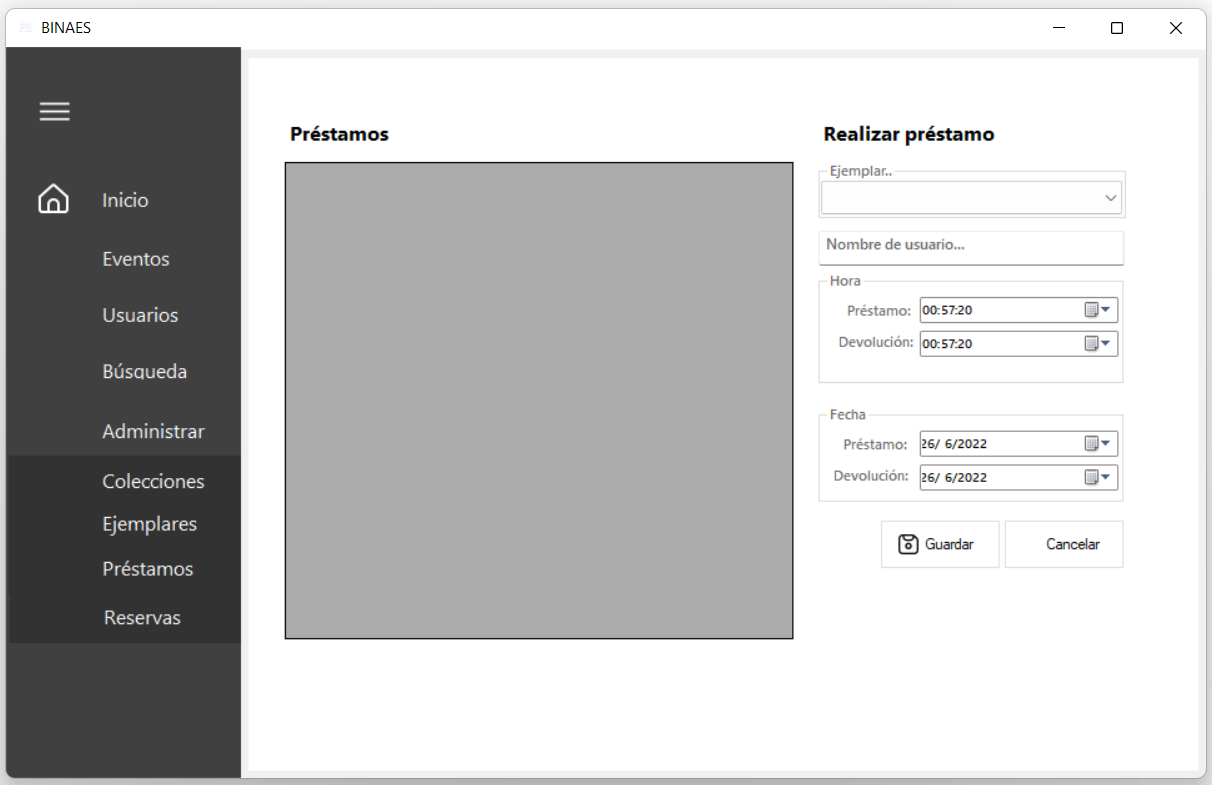 BINAES
Inicio
Eventos
Usuarios
Búsqueda
Administrar
Colecciones
Ejemplares
Préstamos
Reservas
Préstamos
Realizar préstamo
Ejemplar..
Nombre de usuario...
Hora
Préstamo: 00:57:20
Devolución: 00:57:20
Fecha
Préstamo: 26/ 6/2022
Devolución: 26/ 6/2022
Guardar Cancelar